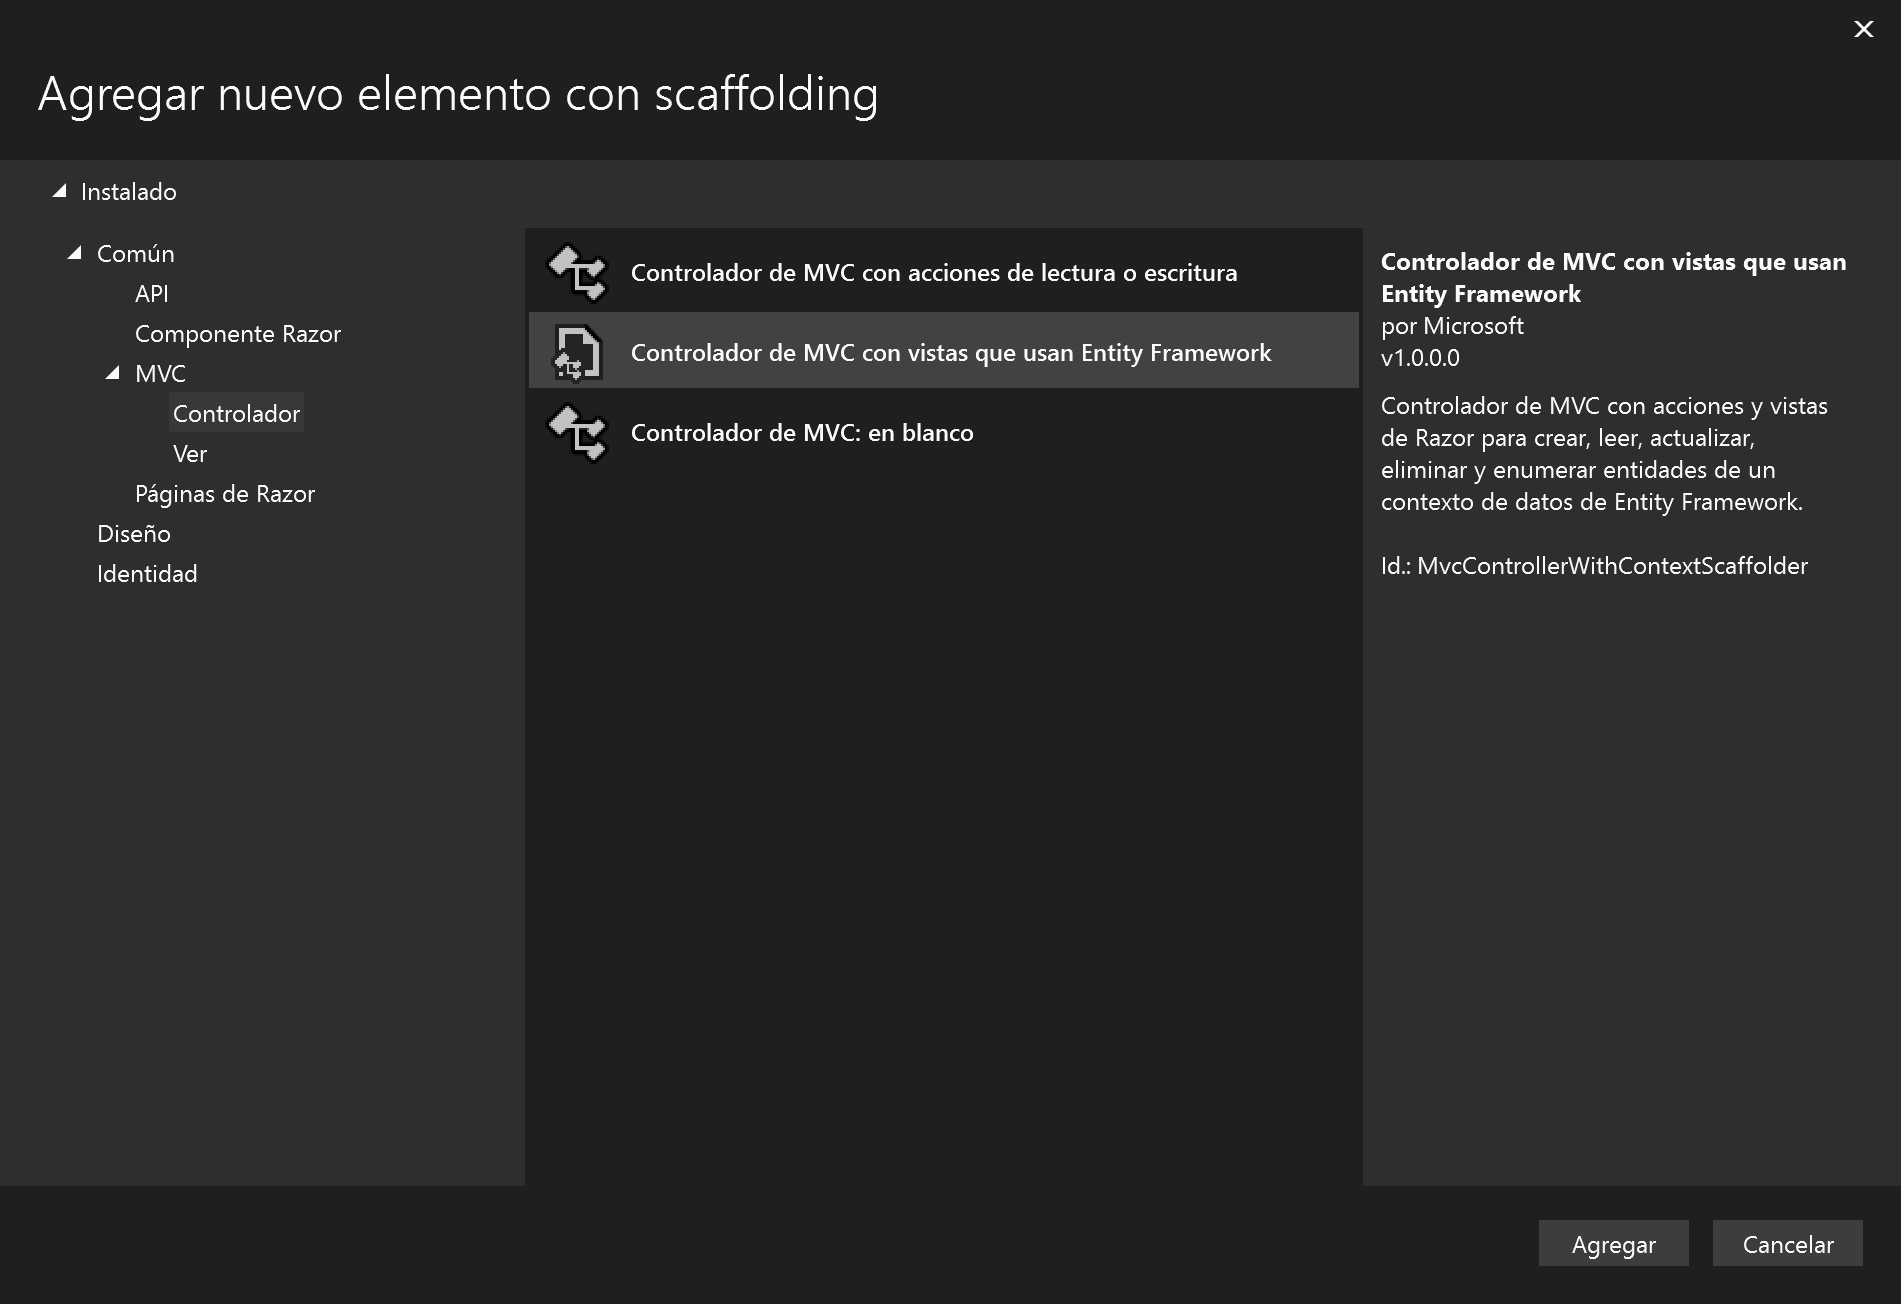 Agregar nuevo elemento con scaffolding
Instalado
Común
API
Componente Razor
MVC
Controlador
Ver
Páginas de Razor
Diseño
Identidad
Controlador de MVC con acciones de lectura o escritura
Controlador de MVC con vistas que usan Entity Framework
Controlador de MVC: en blanco
Controlador de MVC con vistas que usan
Entity Framework
por Microsoft
v1.0.0.0
Controlador de MVC con acciones y vistas
de Razor para crear, leer, actualizar,
eliminar y enumerar entidades de un
contexto de datos de Entity Framework.
Id.: MvcControllerWithContextScaffolder
Agregar
Cancelar